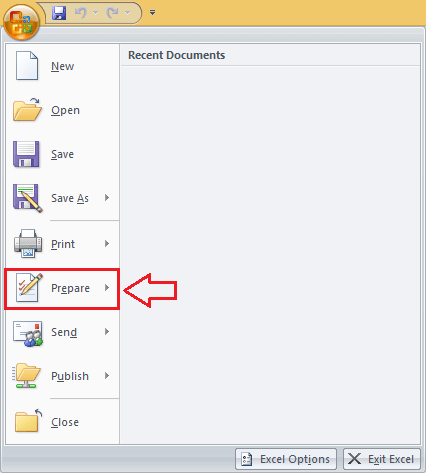 Recent Documents
New
Open
Save
Save As
Print
Prepare
Send
Publish
Close
Excel Options
Exit Excel